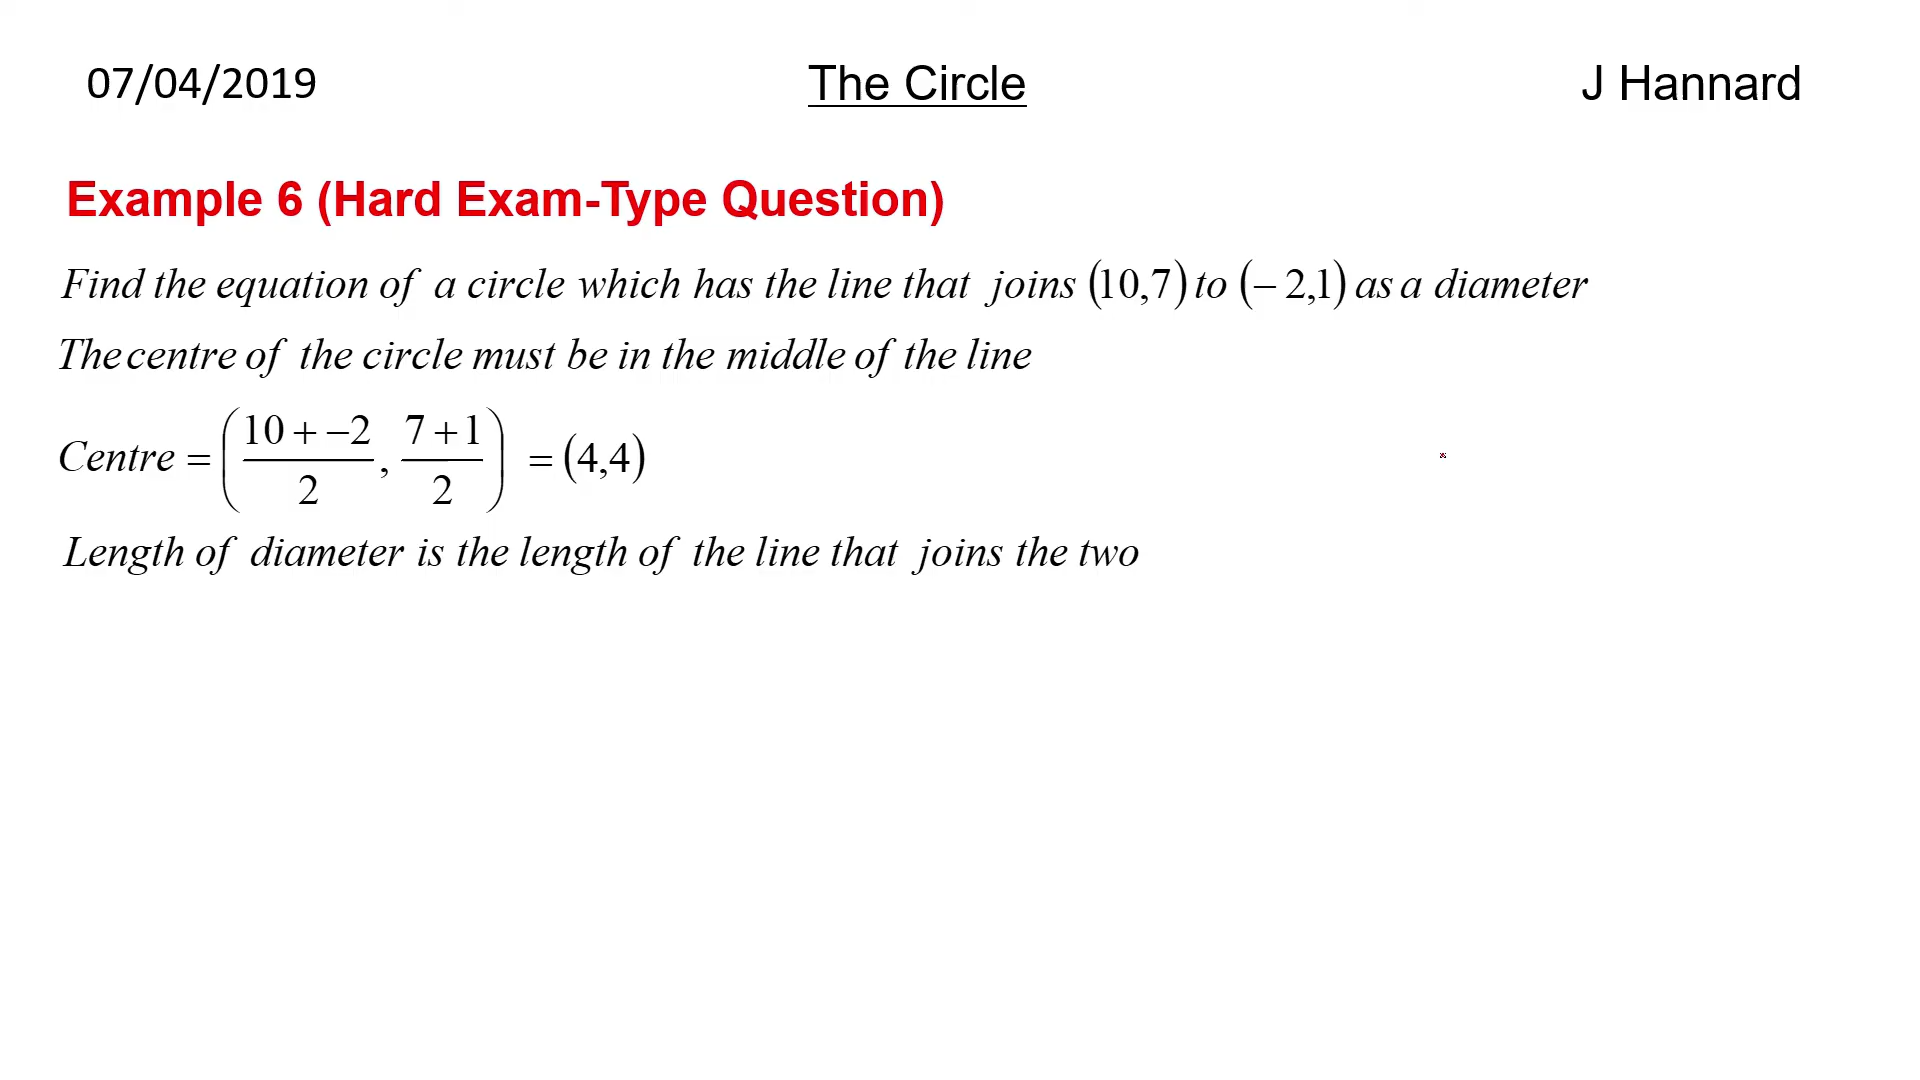 07/04/2019 The Circle J Hannard
Example 6 (Hard Exam-Type Question)
Find the equation of a circle which has the line that joins (10,7) to (− 2,1) as a diameter
The centre of the circle must be in the middle of the line
Centre = ( (10 + −2)/2 , (7 + 1)/2 ) = (4,4)
Length of diameter is the length of the line that joins the two